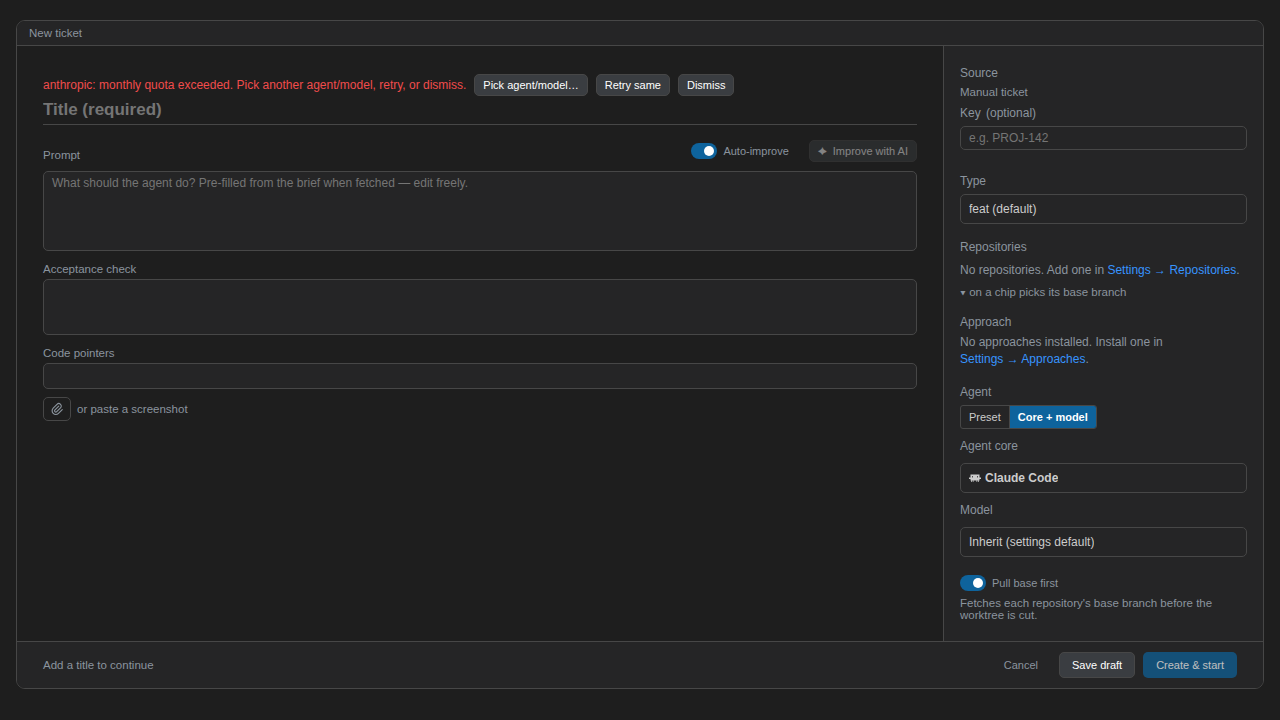 New ticket
anthropic: monthly quota exceeded. Pick another agent/model, retry, or dismiss.
Pick agent/model…
Retry same
Dismiss
Title (required)
Prompt
Auto-improve
Improve with AI
What should the agent do? Pre-filled from the brief when fetched — edit freely.
Acceptance check
Code pointers
or paste a screenshot
Source
Manual ticket
Key (optional)
e.g. PROJ-142
Type
feat (default)
Repositories
No repositories. Add one in Settings → Repositories.
▾ on a chip picks its base branch
Approach
No approaches installed. Install one in
Settings → Approaches.
Agent
Preset
Core + model
Agent core
Claude Code
Model
Inherit (settings default)
Pull base first
Fetches each repository's base branch before the
worktree is cut.
Add a title to continue
Cancel
Save draft
Create & start